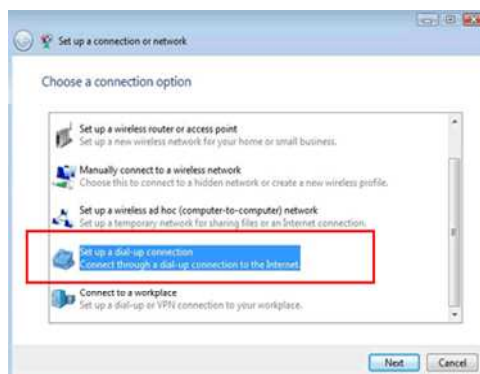 Set up a connection or network
Choose a connection option
Set up a wireless router or access point
Set up a new wireless network for your home or small business.
Manually connect to a wireless network
Choose this to connect to a hidden network or create a new wireless profile.
Set up a wireless ad hoc (computer-to-computer) network
Set up a temporary network for sharing files or an Internet connection.
Set up a dial-up connection
Connect through a dial-up connection to the Internet.
Connect to a workplace
Set up a dial-up or VPN connection to your workplace.
Next Cancel